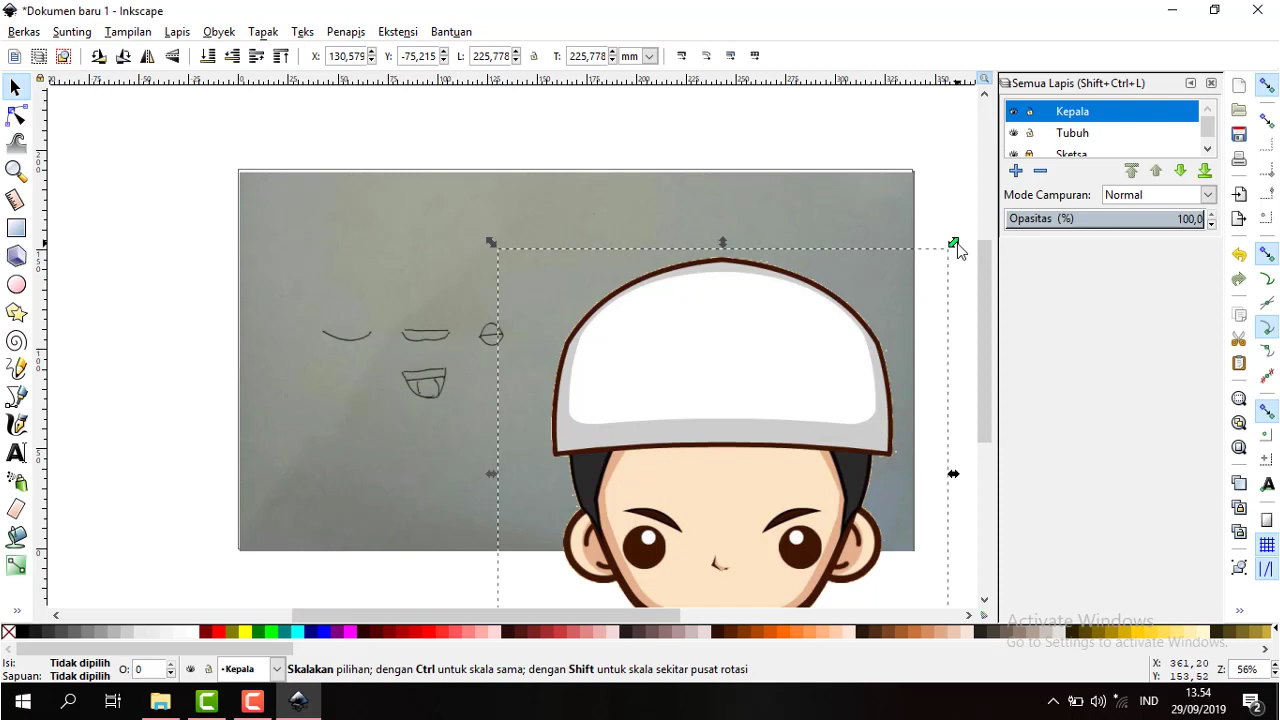 *Dokumen baru 1 - Inkscape
Berkas Sunting Tampilan Lapis Obyek Tapak Teks Penapis Ekstensi Bantuan
X: 130,579 Y: -75,215 L: 225,778 T: 225,778 mm
Semua Lapis (Shift+Ctrl+L)
Kepala
Tubuh
Sketsa
Mode Campuran: Normal
Opasitas (%) 100,0
Activate Windows
Go to Settings to activate Windows.
Isi: Tidak dipilih
Sapuan: Tidak dipilih
O: 0
•Kepala
Skalakan pilihan; dengan Ctrl untuk skala sama; dengan Shift untuk skala sekitar pusat rotasi
X: 361,20
Y: 153,52
Z: 56%
IND
13.54
29/09/2019
2